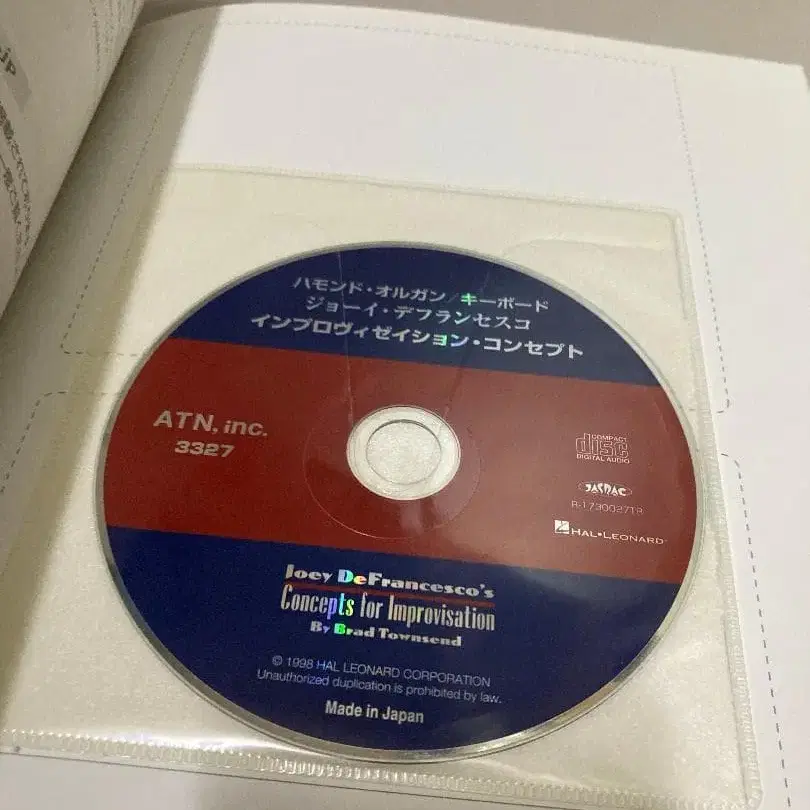 ハモンド・オルガン/キーボード
ジョーイ・デフランセスコ
インプロヴィゼイション・コンセプト
ATN, inc.
3327
COMPACT
disc
DIGITAL AUDIO
JASRAC
HAL•LEONARD
Joey DeFrancesco's
Concepts for Improvisation
By Brad Townsend
© 1998 HAL LEONARD CORPORATION
Unauthorized duplication is prohibited by law.
Made in Japan